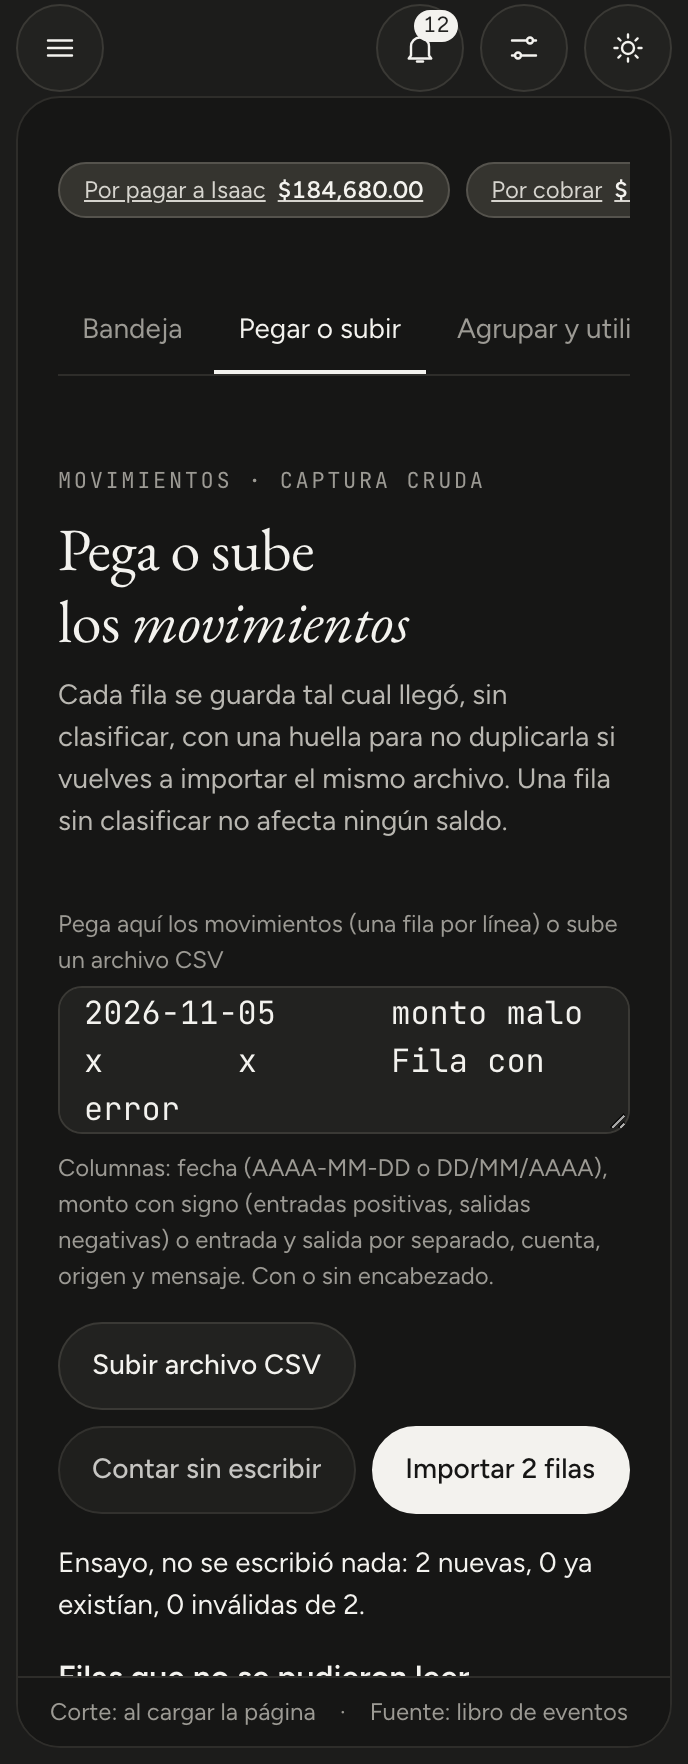 12
Por pagar a Isaac $184,680.00 Por cobrar $
Bandeja Pegar o subir Agrupar y utili
MOVIMIENTOS · CAPTURA CRUDA
Pega o sube
los movimientos
Cada fila se guarda tal cual llegó, sin
clasificar, con una huella para no duplicarla si
vuelves a importar el mismo archivo. Una fila
sin clasificar no afecta ningún saldo.
Pega aquí los movimientos (una fila por línea) o sube
un archivo CSV
2026-11-05 monto malo
x x Fila con
error
Columnas: fecha (AAAA-MM-DD o DD/MM/AAAA),
monto con signo (entradas positivas, salidas
negativas) o entrada y salida por separado, cuenta,
origen y mensaje. Con o sin encabezado.
Subir archivo CSV
Contar sin escribir Importar 2 filas
Ensayo, no se escribió nada: 2 nuevas, 0 ya
existían, 0 inválidas de 2.
Filas que no se pudieron leer
Corte: al cargar la página · Fuente: libro de eventos